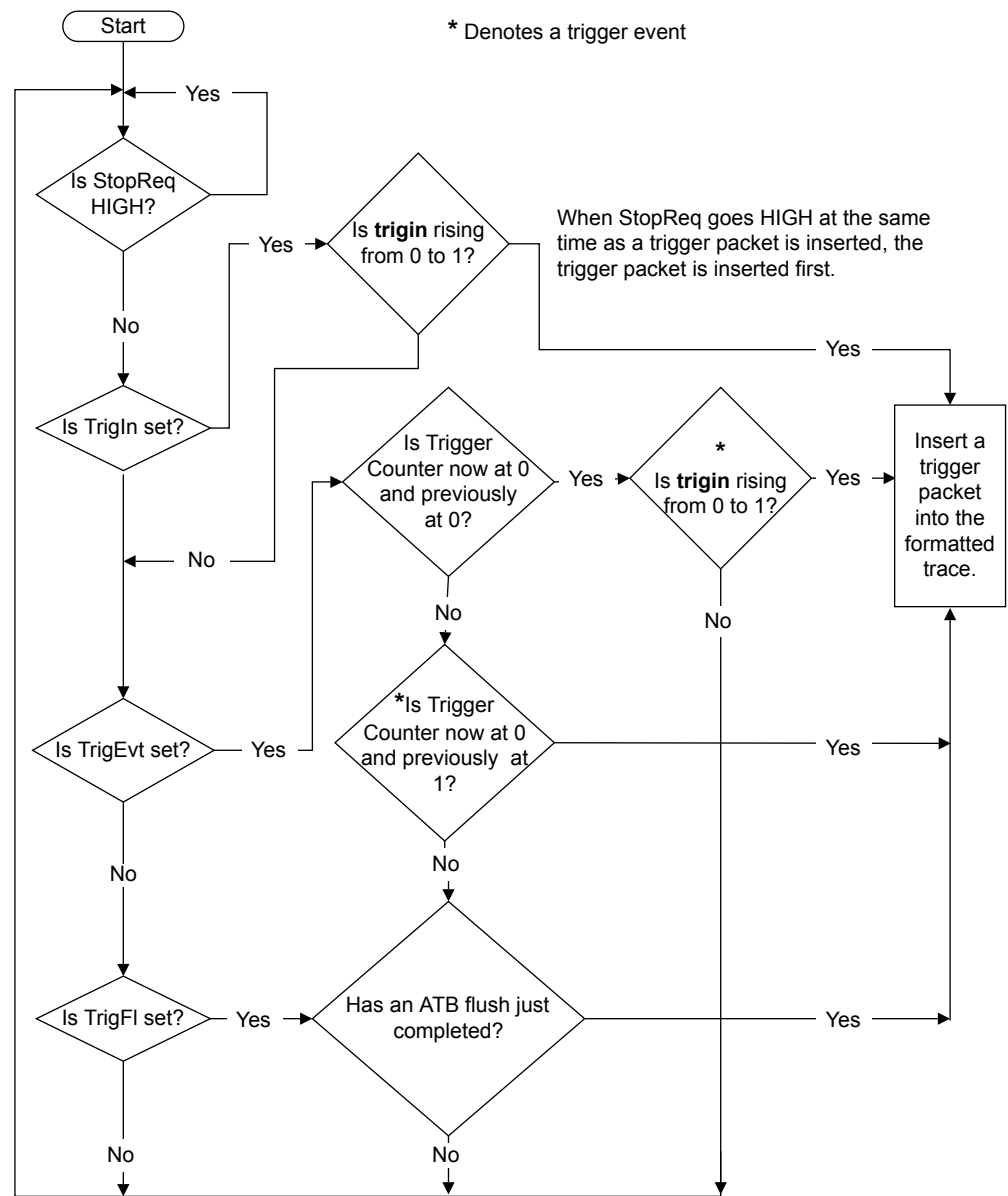 Start
* Denotes a trigger event
Yes
Is StopReq
HIGH?
Is trigin rising
from 0 to 1?
Yes
When StopReq goes HIGH at the same
time as a trigger packet is inserted, the
trigger packet is inserted first.
No
Yes
Is TrigIn set?
Is Trigger
Counter now at 0
and previously
at 0?
Yes
*
Is trigin rising
from 0 to 1?
Yes
Insert a
trigger
packet
into the
formatted
trace.
No
No
No
*Is Trigger
Counter now at 0
and previously at
1?
Yes
Is TrigEvt set?
Yes
No
No
Is TrigFl set?
Yes
Has an ATB flush just
completed?
Yes
No
No